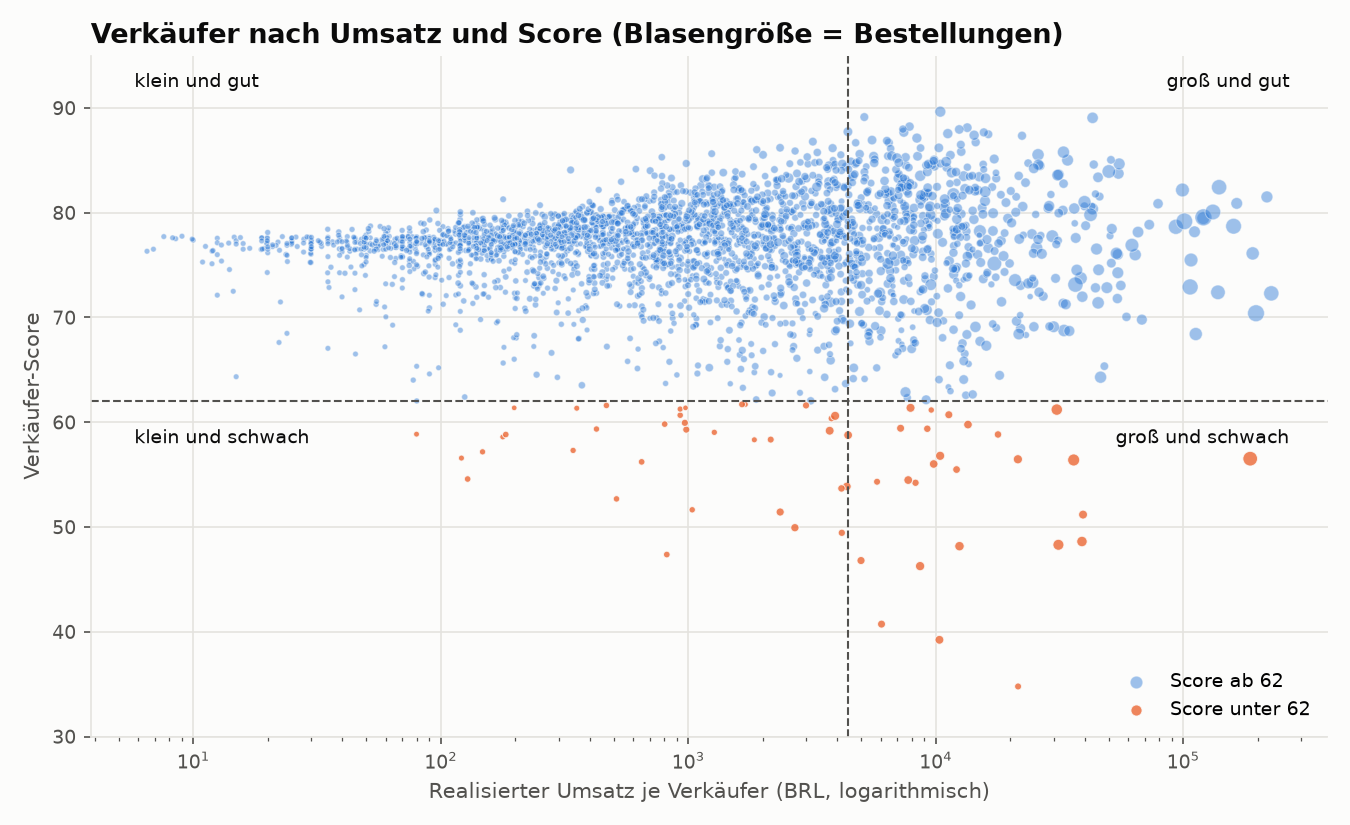 Verkäufer nach Umsatz und Score (Blasengröße = Bestellungen)
klein und gut
groß und gut
90
80
70
60
50
40
30
Verkäufer-Score
klein und schwach
groß und schwach
Score ab 62
Score unter 62
10¹
10²
10³
10⁴
10⁵
Realisierter Umsatz je Verkäufer (BRL, logarithmisch)